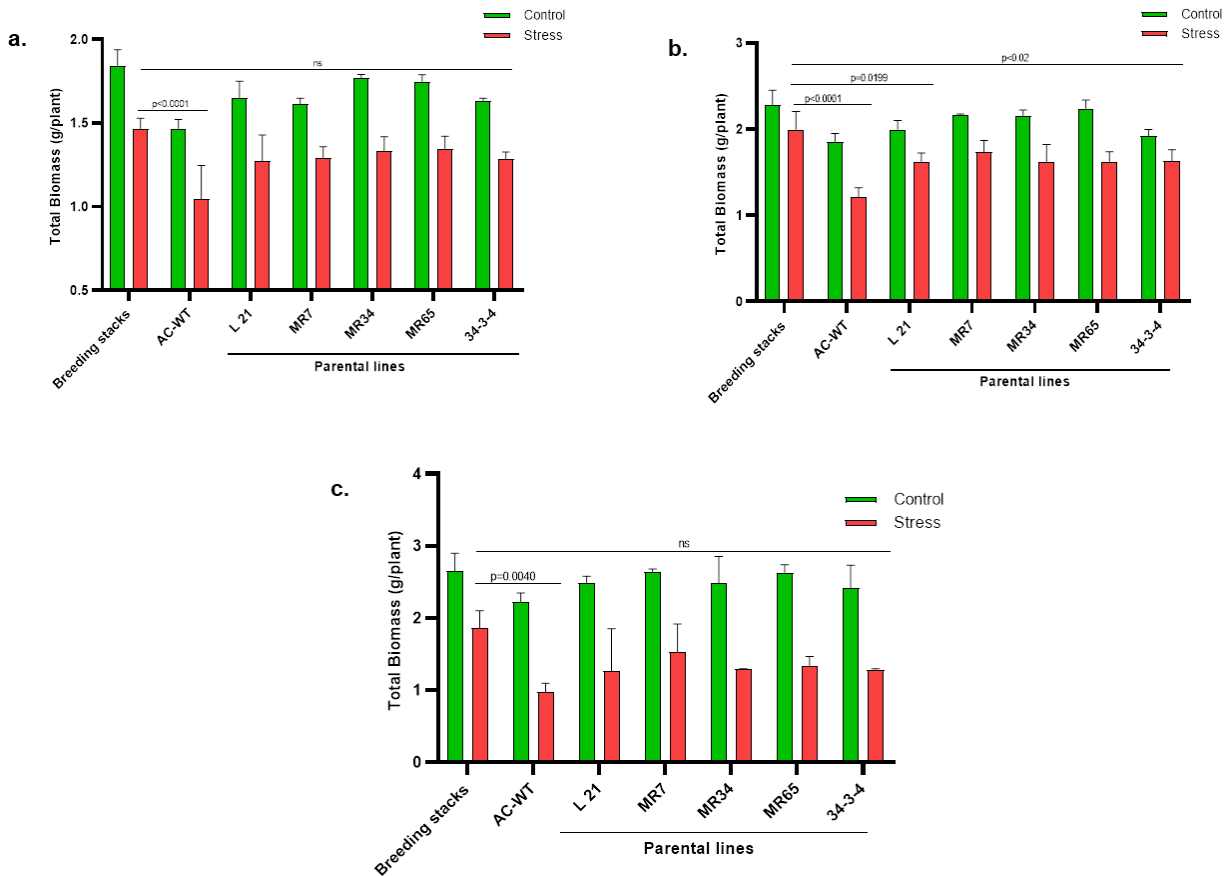 a.
Control
Stress
Total Biomass (g/plant)
2.0
1.5
1.0
0.5
ns
p<0.0001
Breeding stacks
AC-WT
L 21
MR7
MR34
MR65
34-3-4
Parental lines
b.
Control
Stress
Total Biomass (g/plant)
3
2
1
0
p<0.02
p=0.0199
p<0.0001
Breeding stacks
AC-WT
L 21
MR7
MR34
MR65
34-3-4
Parental lines
c.
Control
Stress
Total Biomass (g/plant)
4
3
2
1
0
ns
p=0.0040
Breeding stacks
AC-WT
L 21
MR7
MR34
MR65
34-3-4
Parental lines